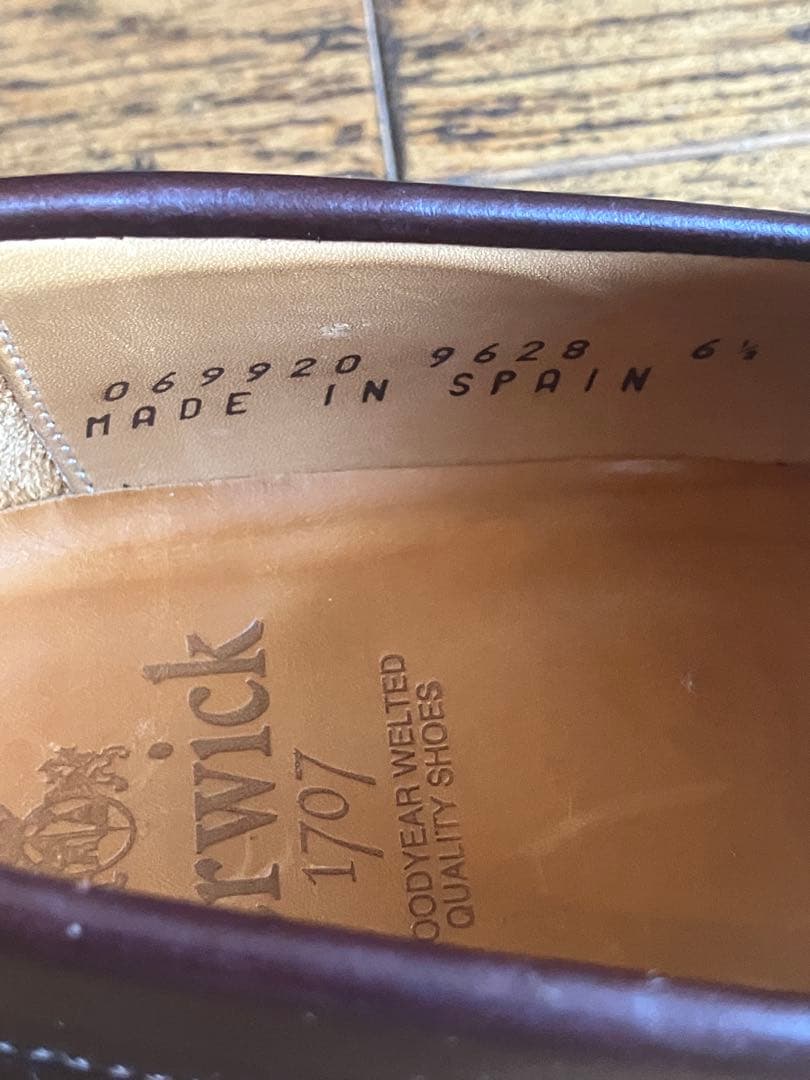 069920 9628 6½
MADE IN SPAIN
rwick
1707
OODYEAR WELTED
QUALITY SHOES